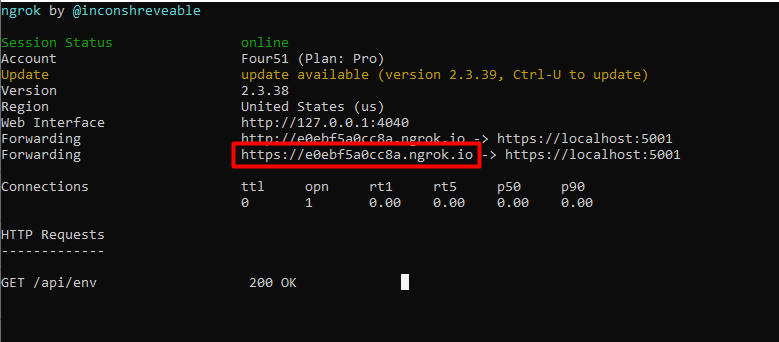 ngrok by @inconshreveable
Session Status online
Account Four51 (Plan: Pro)
Update update available (version 2.3.39, Ctrl-U to update)
Version 2.3.38
Region United States (us)
Web Interface http://127.0.0.1:4040
Forwarding http://e0ebf5a0cc8a.ngrok.io -> https://localhost:5001
Forwarding https://e0ebf5a0cc8a.ngrok.io -> https://localhost:5001
Connections ttl opn rt1 rt5 p50 p90
0 1 0.00 0.00 0.00 0.00
HTTP Requests
-------------
GET /api/env 200 OK